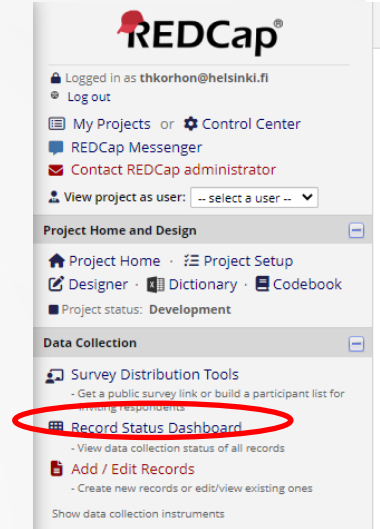 REDCap®
Logged in as thkorhon@helsinki.fi
Log out
My Projects or Control Center
REDCap Messenger
Contact REDCap administrator
View project as user: -- select a user --
Project Home and Design
Project Home · Project Setup
Designer · Dictionary · Codebook
Project status: Development
Data Collection
Survey Distribution Tools
- Get a public survey link or build a participant list for
inviting respondents
Record Status Dashboard
- View data collection status of all records
Add / Edit Records
- Create new records or edit/view existing ones
Show data collection instruments